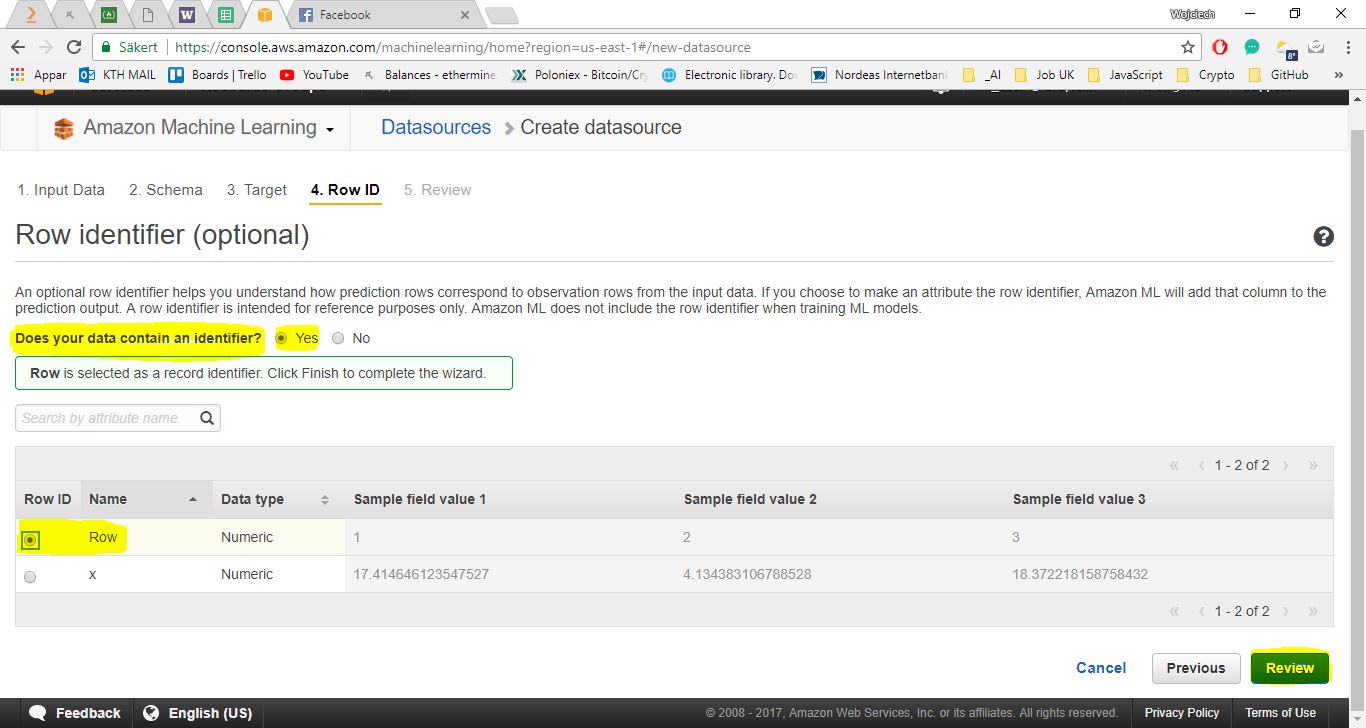 Facebook
Wojciech
Säkert
https://console.aws.amazon.com/machinelearning/home?region=us-east-1#/new-datasource
8°
Appar
KTH MAIL
Boards | Trello
YouTube
Balances - ethermine
Poloniex - Bitcoin/Cry
Electronic library. Do
Nordeas Internetban
_AI
Job UK
JavaScript
Crypto
GitHub
Amazon Machine Learning
Datasources
Create datasource
1. Input Data
2. Schema
3. Target
4. Row ID
5. Review
Row identifier (optional)
An optional row identifier helps you understand how prediction rows correspond to observation rows from the input data. If you choose to make an attribute the row identifier, Amazon ML will add that column to the
prediction output. A row identifier is intended for reference purposes only. Amazon ML does not include the row identifier when training ML models.
Does your data contain an identifier? Yes No
Row is selected as a record identifier. Click Finish to complete the wizard.
Search by attribute name
« ‹ 1 - 2 of 2 › »
Row ID Name Data type Sample field value 1 Sample field value 2 Sample field value 3
Row Numeric 1 2 3
x Numeric 17.414646123547527 4.134383106788528 18.372218158758432
« ‹ 1 - 2 of 2 › »
Cancel Previous Review
Feedback English (US) © 2008 - 2017, Amazon Web Services, Inc. or its affiliates. All rights reserved. Privacy Policy Terms of Use